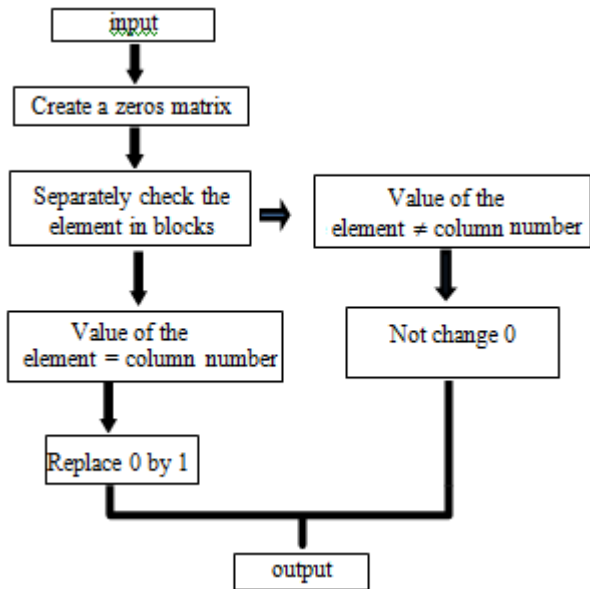 input
Create a zeros matrix
Separately check the
element in blocks
Value of the
element ≠ column number
Value of the
element = column number
Not change 0
Replace 0 by 1
output